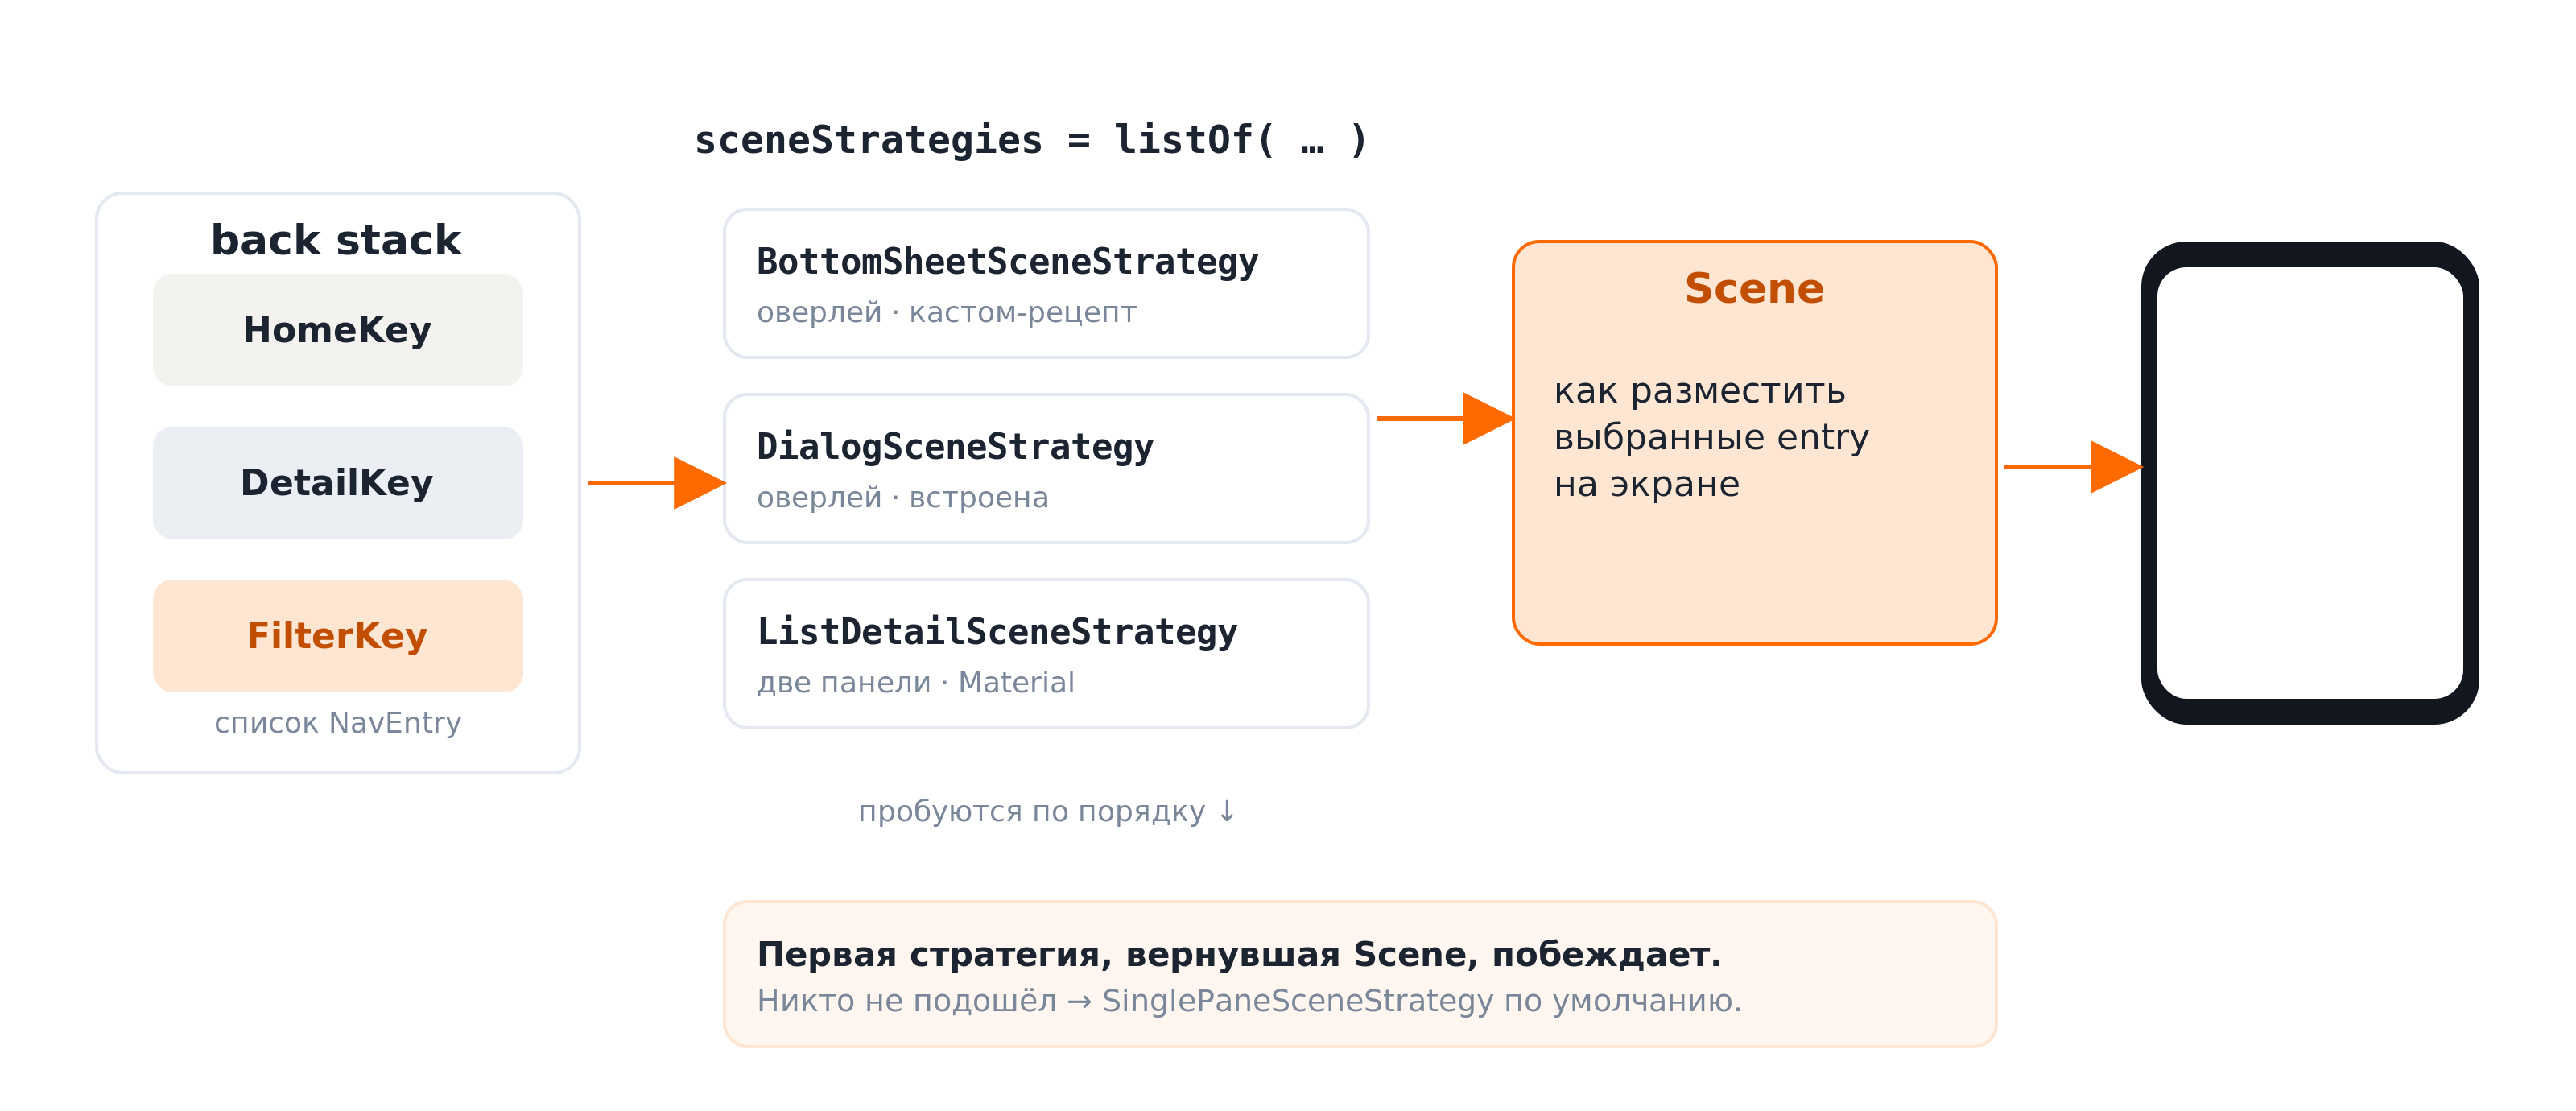 sceneStrategies = listOf( … )
back stack
HomeKey
DetailKey
FilterKey
список NavEntry
BottomSheetSceneStrategy
оверлей · кастом-рецепт
DialogSceneStrategy
оверлей · встроена
ListDetailSceneStrategy
две панели · Material
пробуются по порядку ↓
Scene
как разместить
выбранные entry
на экране
Первая стратегия, вернувшая Scene, побеждает.
Никто не подошёл → SinglePaneSceneStrategy по умолчанию.